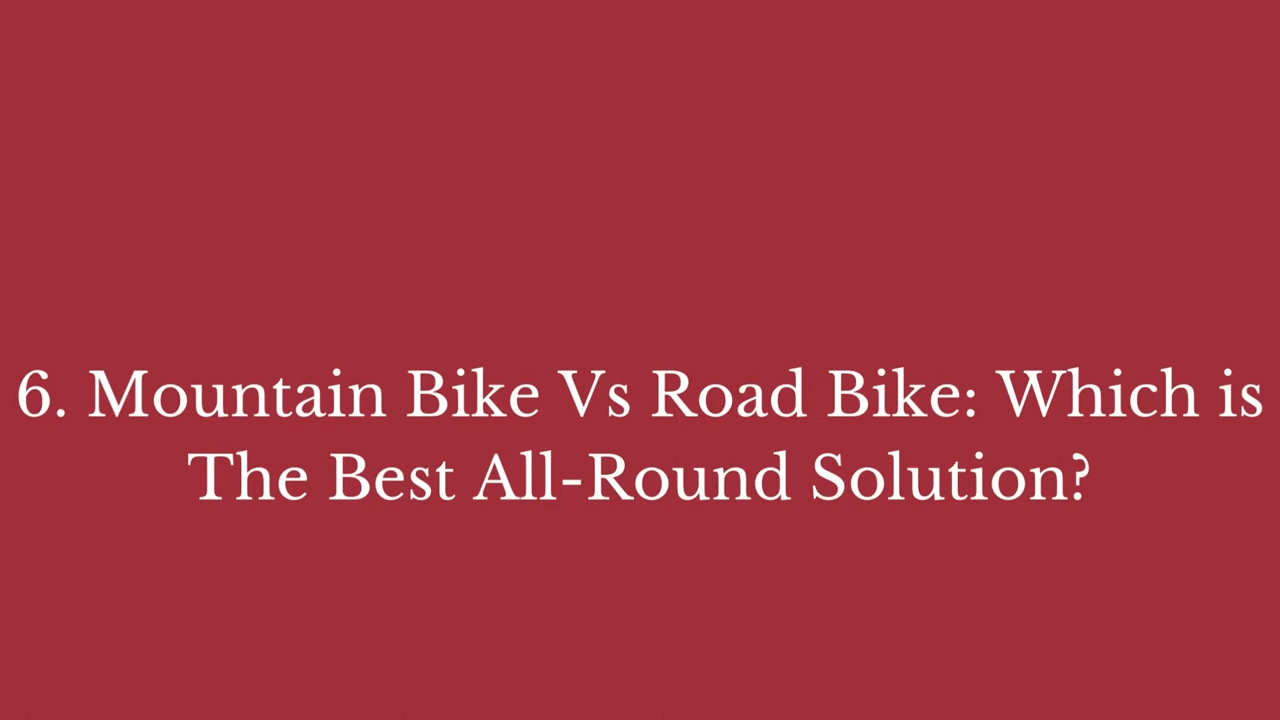 6. Mountain Bike Vs Road Bike: Which is
The Best All-Round Solution?